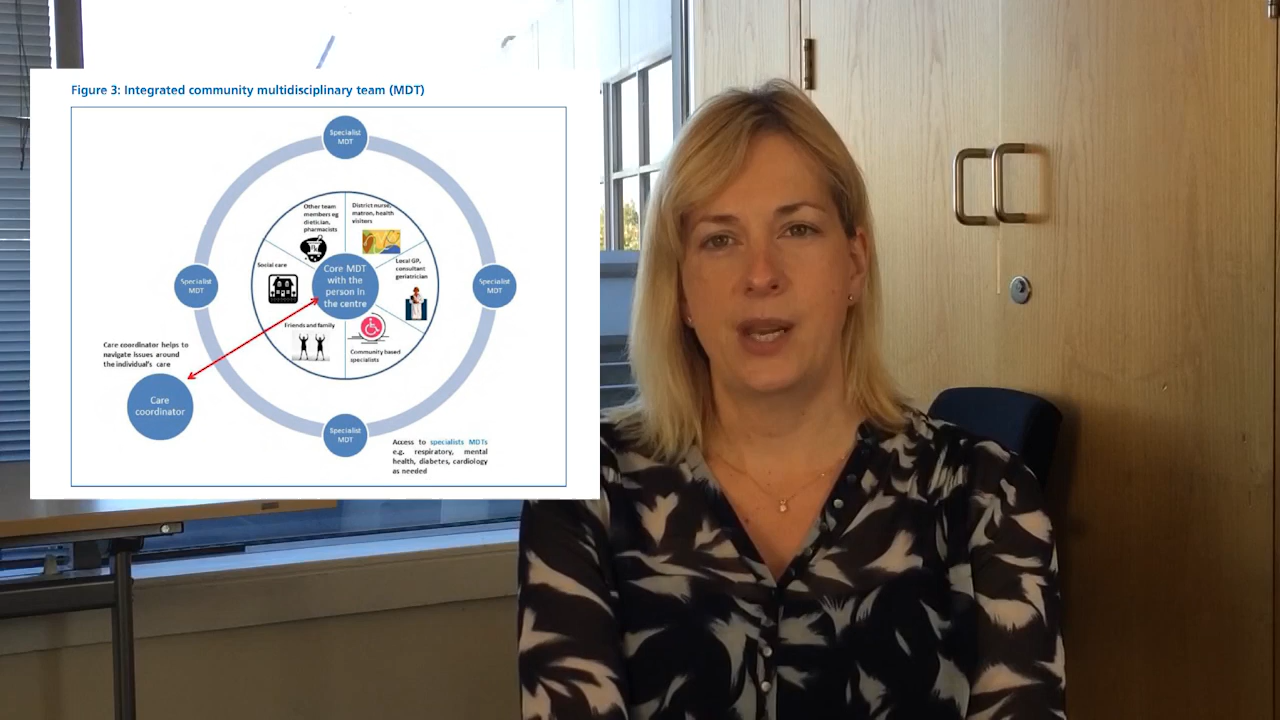 Figure 3: Integrated community multidisciplinary team (MDT)
Specialist
MDT
Other team
members eg
dietician,
pharmacists
District nurse,
matron, health
visitors
Social care
Core MDT
with the
person in
the centre
Local GP,
consultant
geriatrician
Specialist
MDT
Specialist
MDT
Friends and family
Community based
specialists
Care coordinator helps to
navigate issues around
the individual's care
Care
coordinator
Specialist
MDT
Access to specialists MDTs
e.g. respiratory, mental
health, diabetes, cardiology
as needed